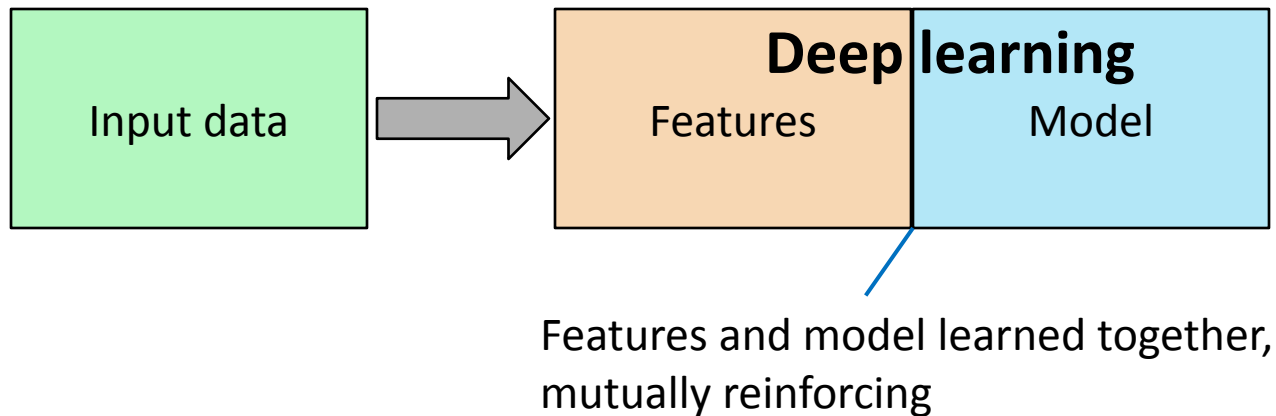 Deep learning
Input data
Features
Model
Features and model learned together,
mutually reinforcing